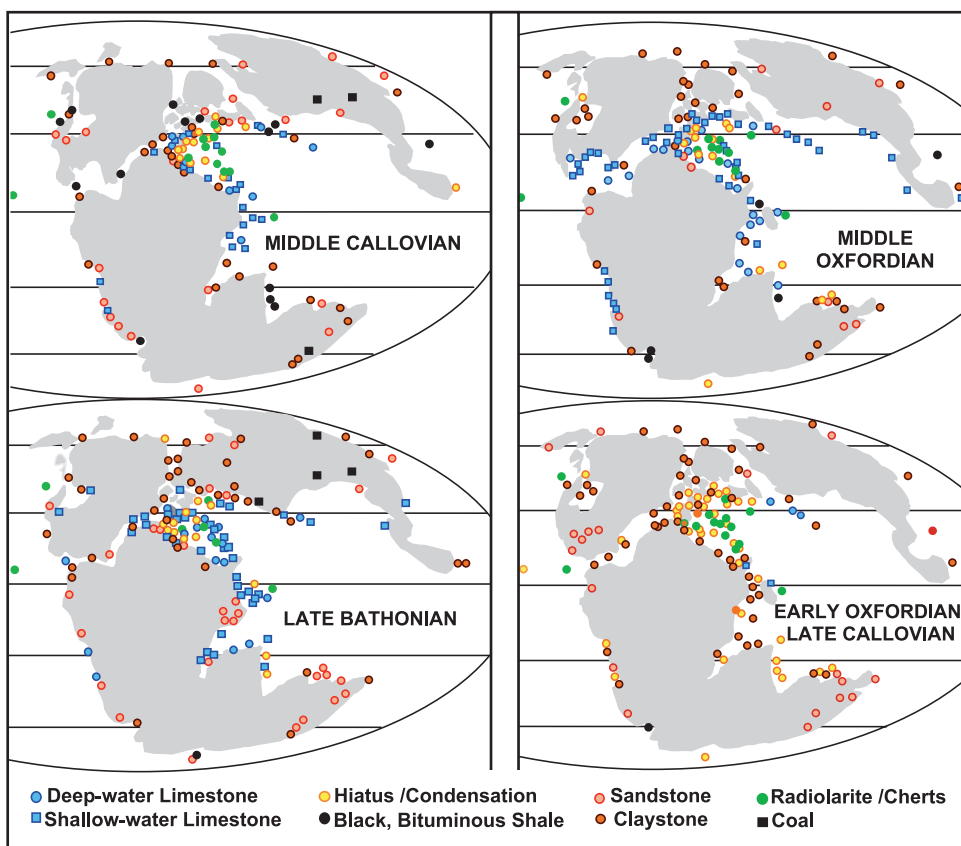 MIDDLE CALLOVIAN
MIDDLE
OXFORDIAN
LATE BATHONIAN
EARLY OXFORDIAN
LATE CALLOVIAN
Deep-water Limestone
Hiatus /Condensation
Sandstone
Radiolarite /Cherts
Shallow-water Limestone
Black, Bituminous Shale
Claystone
Coal